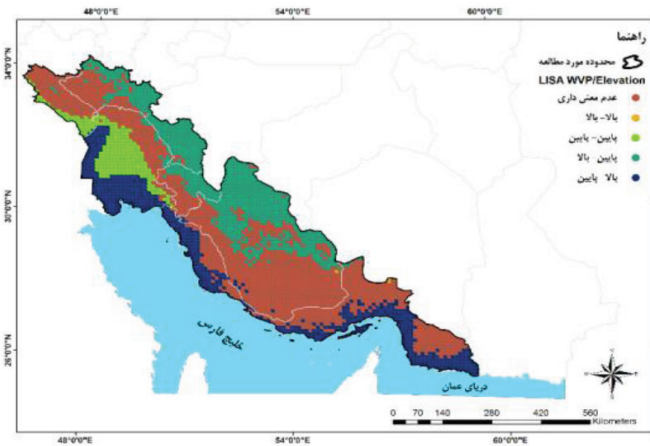 48°0'0"E 54°0'0"E 60°0'0"E
34°0'0"N
30°0'0"N
26°0'0"N
راهنما
محدوده مورد مطالعه
LISA WVP/Elevation
عدم معنی داری
بالا-بالا
پایین-پایین
پایین بالا
بالا پایین
خلیج فارس
دریای عمان
0 70 140 280 420 560
Kilometers
48°0'0"E 54°0'0"E 60°0'0"E